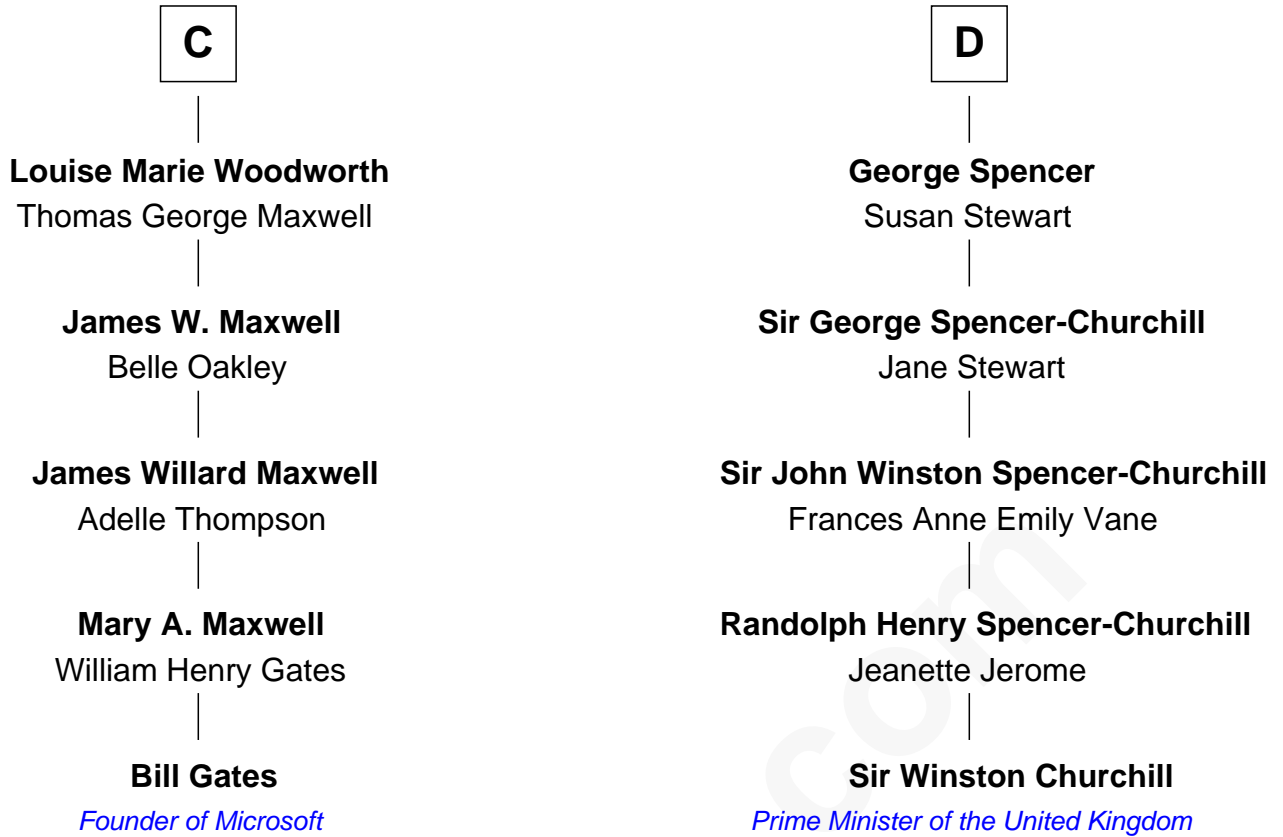 C
Louise Marie Woodworth
Thomas George Maxwell
James W. Maxwell
Belle Oakley
James Willard Maxwell
Adelle Thompson
Mary A. Maxwell
William Henry Gates
Bill Gates
Founder of Microsoft
D
George Spencer
Susan Stewart
Sir George Spencer-Churchill
Jane Stewart
Sir John Winston Spencer-Churchill
Frances Anne Emily Vane
Randolph Henry Spencer-Churchill
Jeanette Jerome
Sir Winston Churchill
Prime Minister of the United Kingdom
com